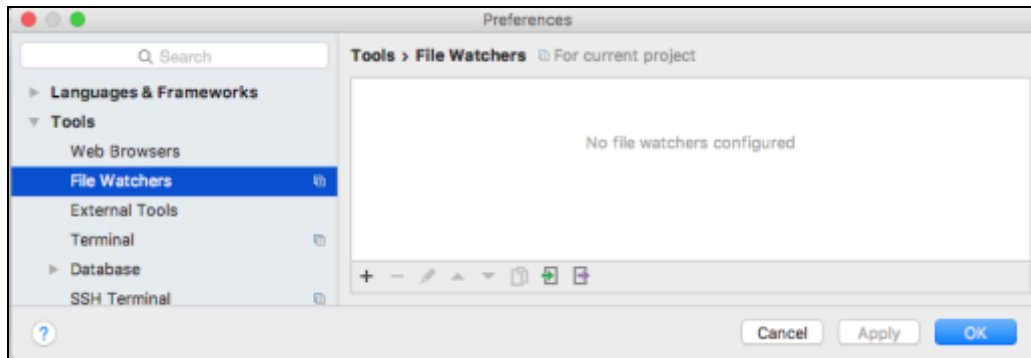 Preferences
Search
Tools › File Watchers For current project
Languages & Frameworks
Tools
Web Browsers
File Watchers
External Tools
Terminal
Database
SSH Terminal
No file watchers configured
?
Cancel Apply OK